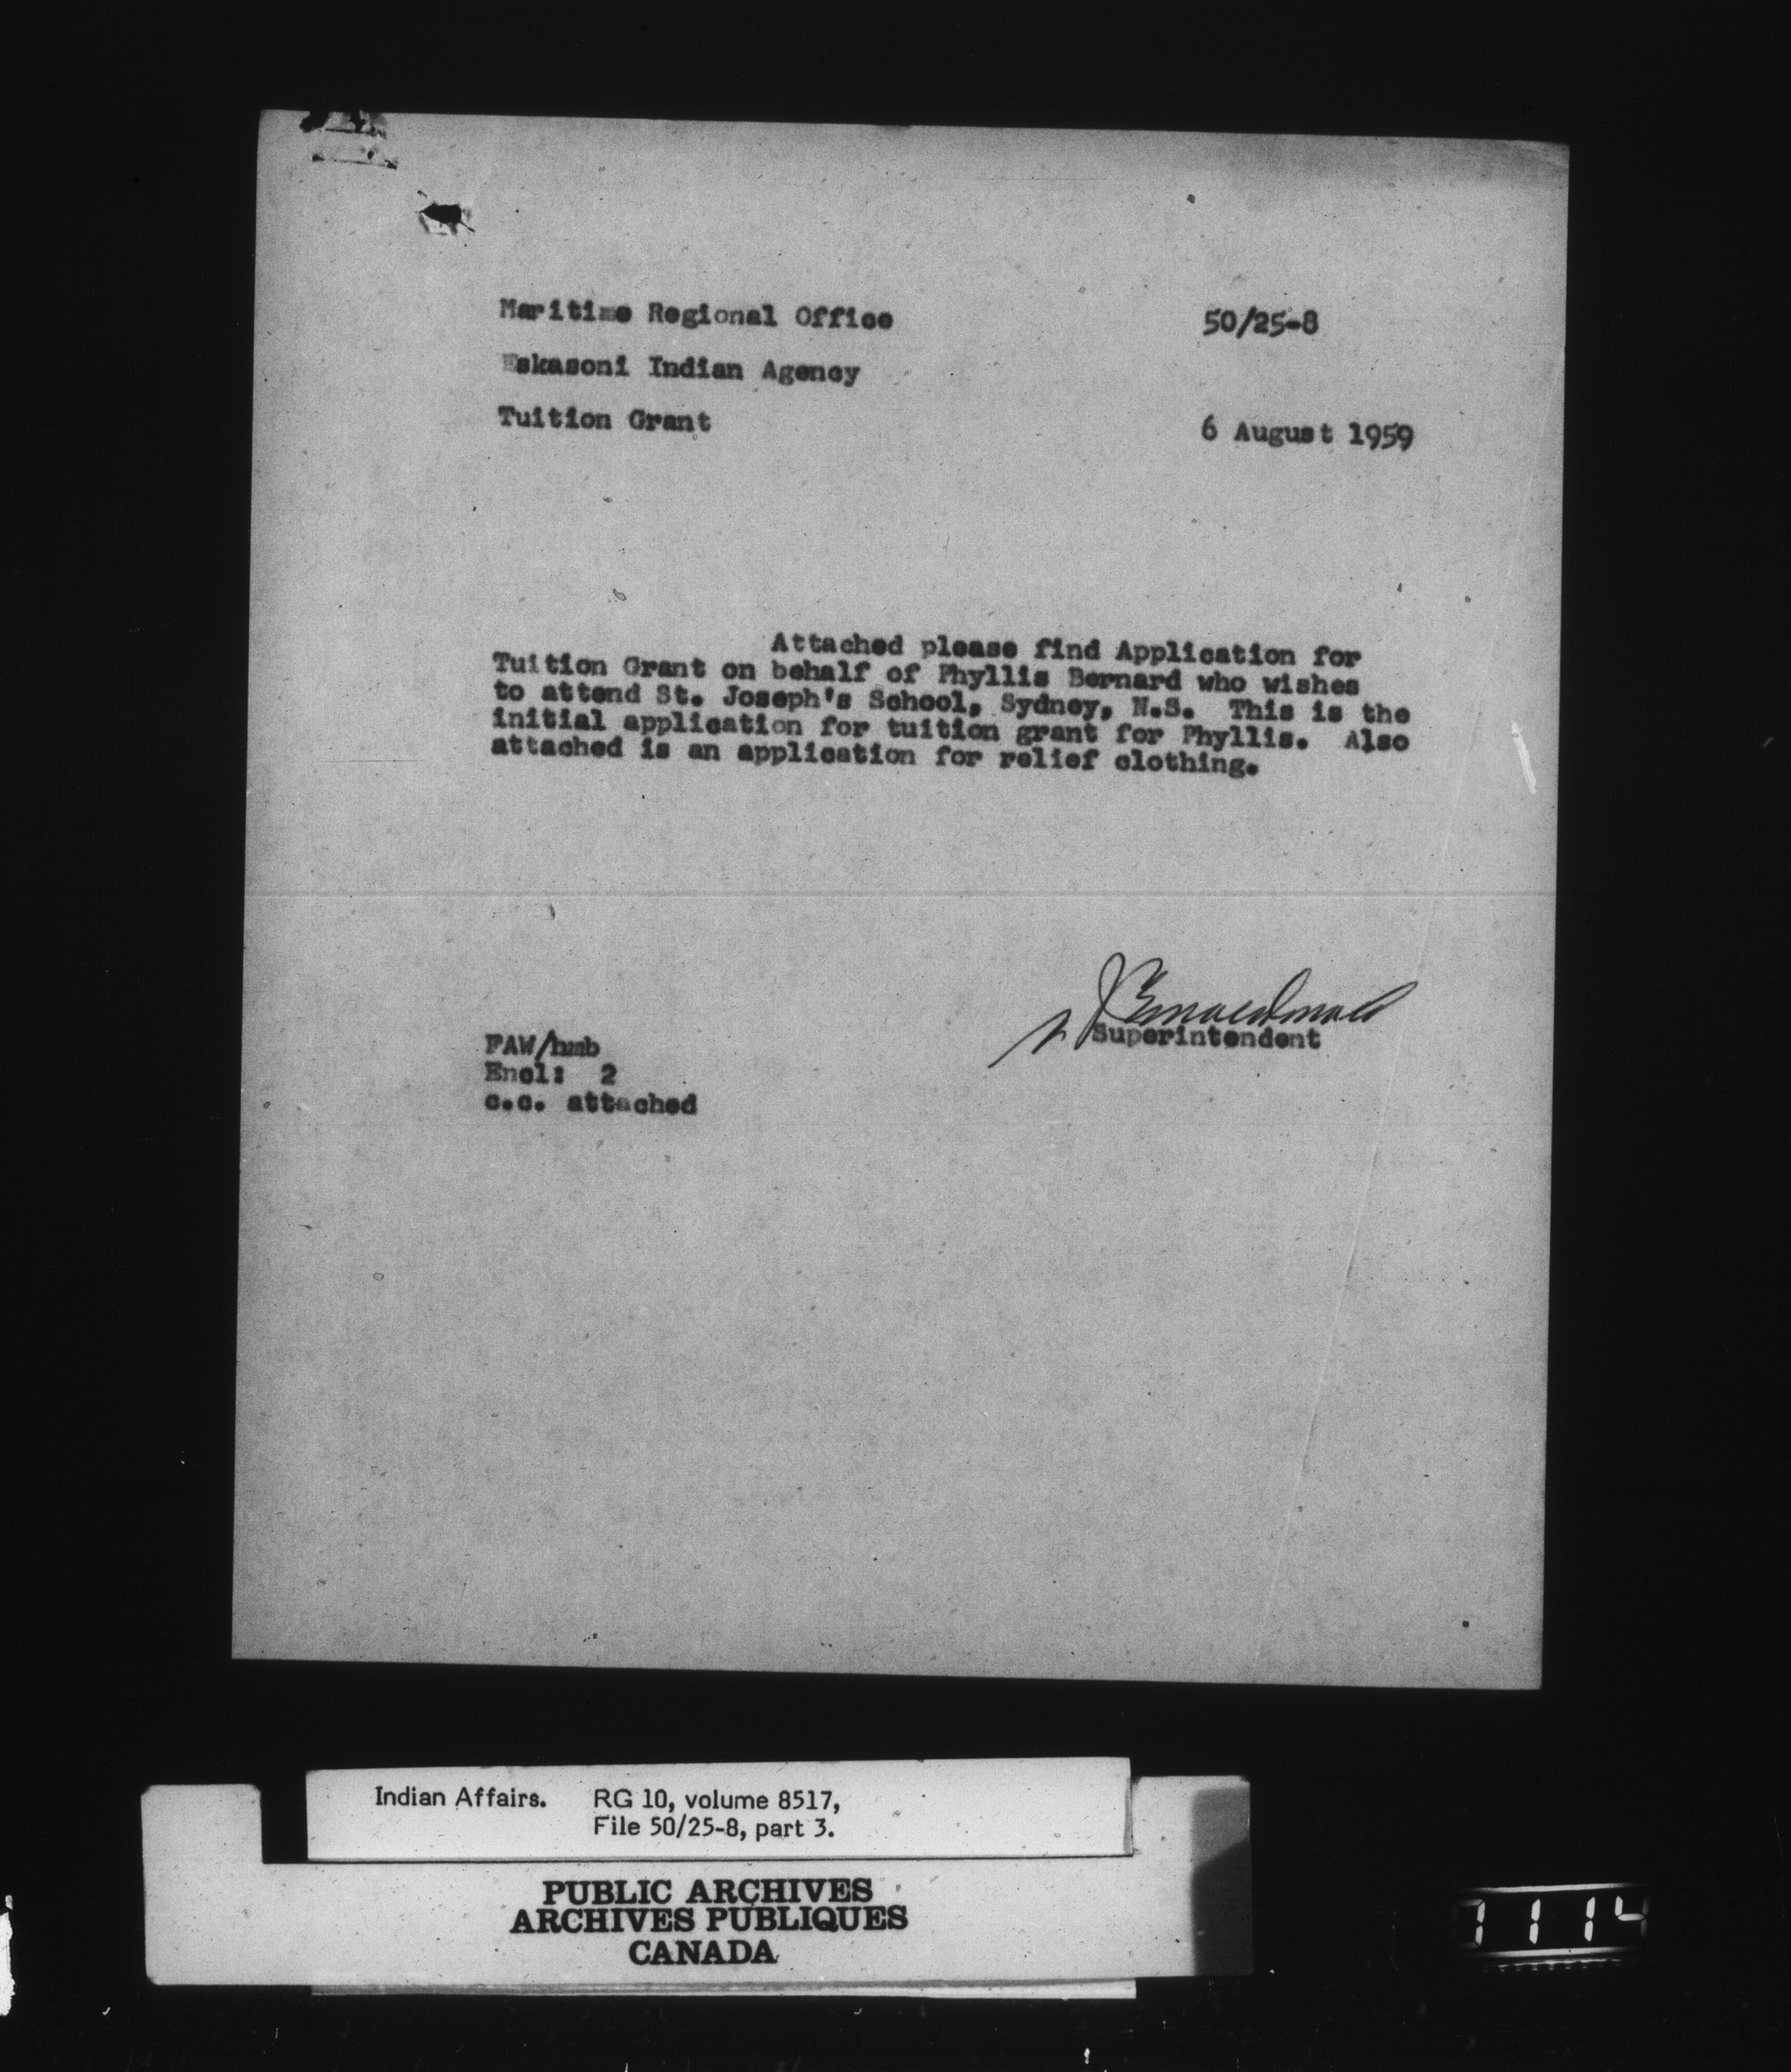 Maritime Regional Office 50/25-8
Eskasoni Indian Agency
Tuition Grant 6 August 1959
Attached please find Application for
Tuition Grant on behalf of Phyllis Bernard who wishes
to attend St. Joseph's School, Sydney, N.S. This is the
initial application for tuition grant for Phyllis. Also
attached is an application for relief clothing.
Superintendent
FAW/hmb
Encl: 2
c.c. attached
Indian Affairs. RG 10, volume 8517,
File 50/25-8, part 3.
PUBLIC ARCHIVES
ARCHIVES PUBLIQUES
CANADA